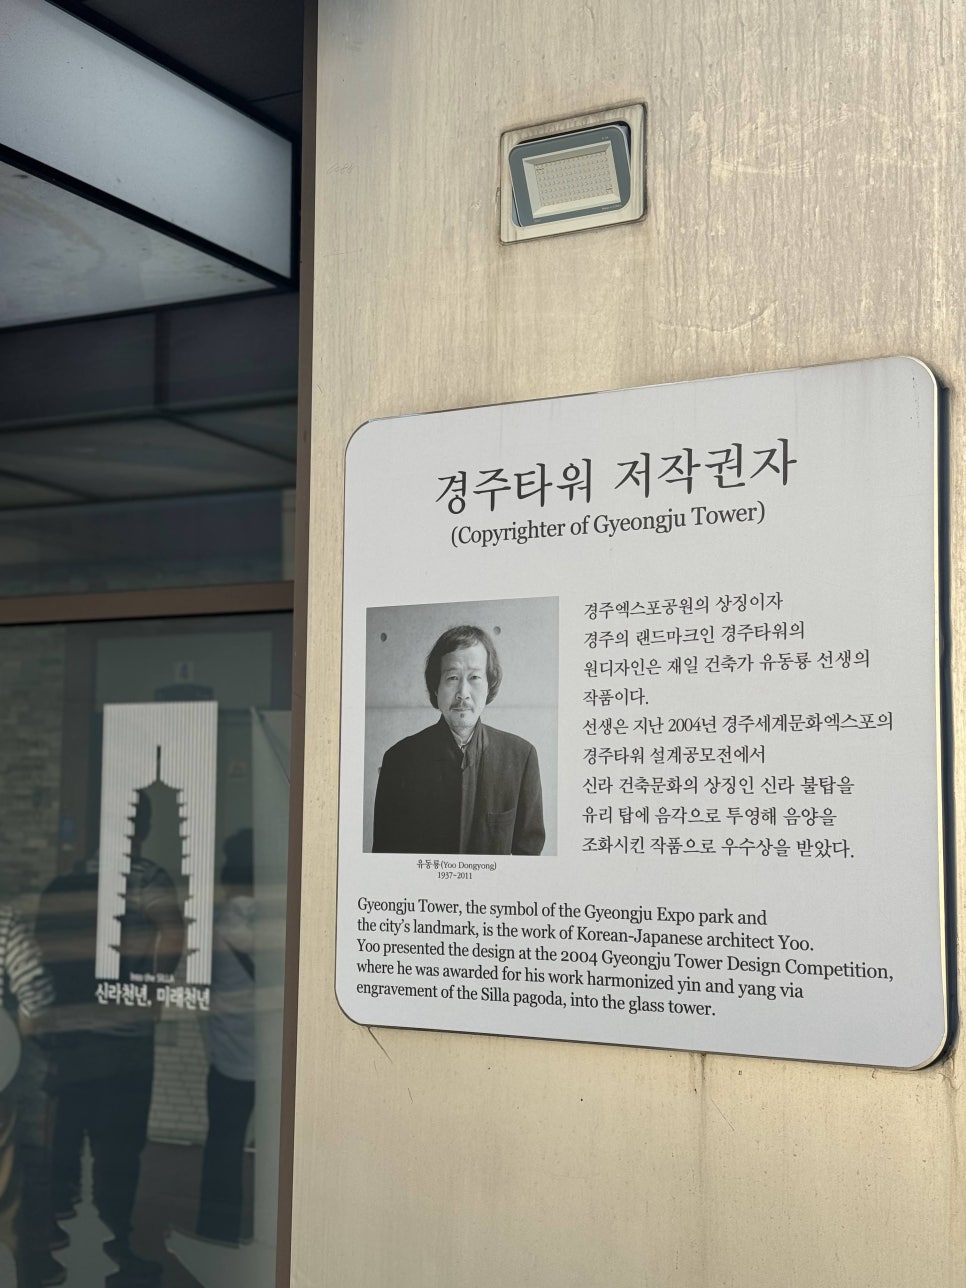 경주타워 저작권자
(Copyrighter of Gyeongju Tower)
경주엑스포공원의 상징이자
경주의 랜드마크인 경주타워의
원디자인은 재일 건축가 유동룡 선생의
작품이다.
선생은 지난 2004년 경주세계문화엑스포의
경주타워 설계공모전에서
신라 건축문화의 상징인 신라 불탑을
유리 탑에 음각으로 투영해 음양을
조화시킨 작품으로 우수상을 받았다.
유동룡(Yoo Dongyong)
1937~2011
Gyeongju Tower, the symbol of the Gyeongju Expo park and
the city's landmark, is the work of Korean-Japanese architect Yoo.
Yoo presented the design at the 2004 Gyeongju Tower Design Competition,
where he was awarded for his work harmonized yin and yang via
engravement of the Silla pagoda, into the glass tower.
Into the SILLA
신라천년, 미래천년